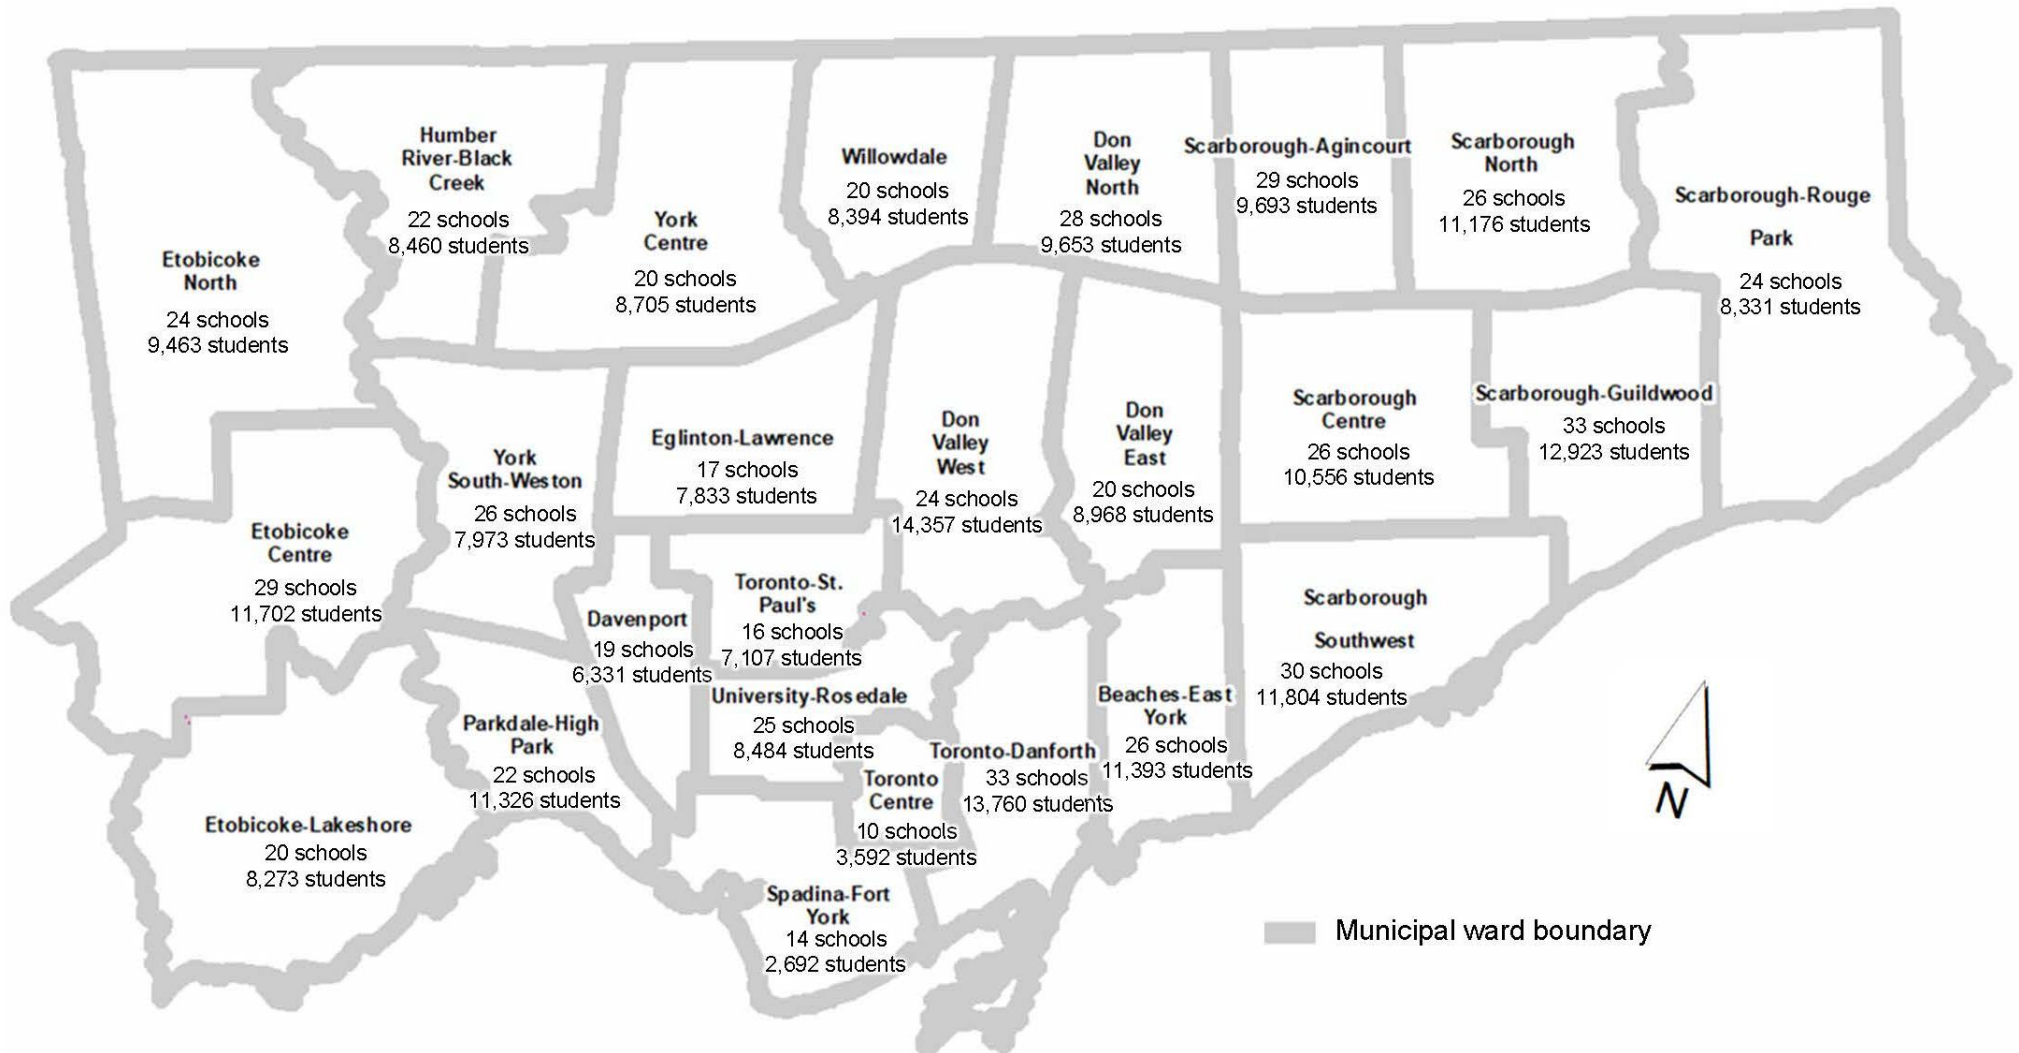 Humber
River-Black
Creek
22 schools
8,460 students
Etobicoke
North
24 schools
9,463 students
York
Centre
20 schools
8,705 students
Willowdale
20 schools
8,394 students
Don
Valley
North
28 schools
9,653 students
Scarborough-Agincourt
29 schools
9,693 students
Scarborough
North
26 schools
11,176 students
Scarborough-Rouge
Park
24 schools
8,331 students
Etobicoke
Centre
29 schools
11,702 students
York
South-Weston
26 schools
7,973 students
Eglinton-Lawrence
17 schools
7,833 students
Don
Valley
West
24 schools
14,357 students
Don
Valley
East
20 schools
8,968 students
Scarborough
Centre
26 schools
10,556 students
Scarborough-Guildwood
33 schools
12,923 students
Davenport
19 schools
6,331 students
Toronto-St.
Paul's
16 schools
7,107 students
Scarborough
Southwest
30 schools
11,804 students
Etobicoke-Lakeshore
20 schools
8,273 students
Parkdale-High
Park
22 schools
11,326 students
University-Rosedale
25 schools
8,484 students
Toronto
Centre
10 schools
3,592 students
Toronto-Danforth
33 schools
13,760 students
Beaches-East
York
26 schools
11,393 students
Spadina-Fort
York
14 schools
2,692 students
N
Municipal ward boundary